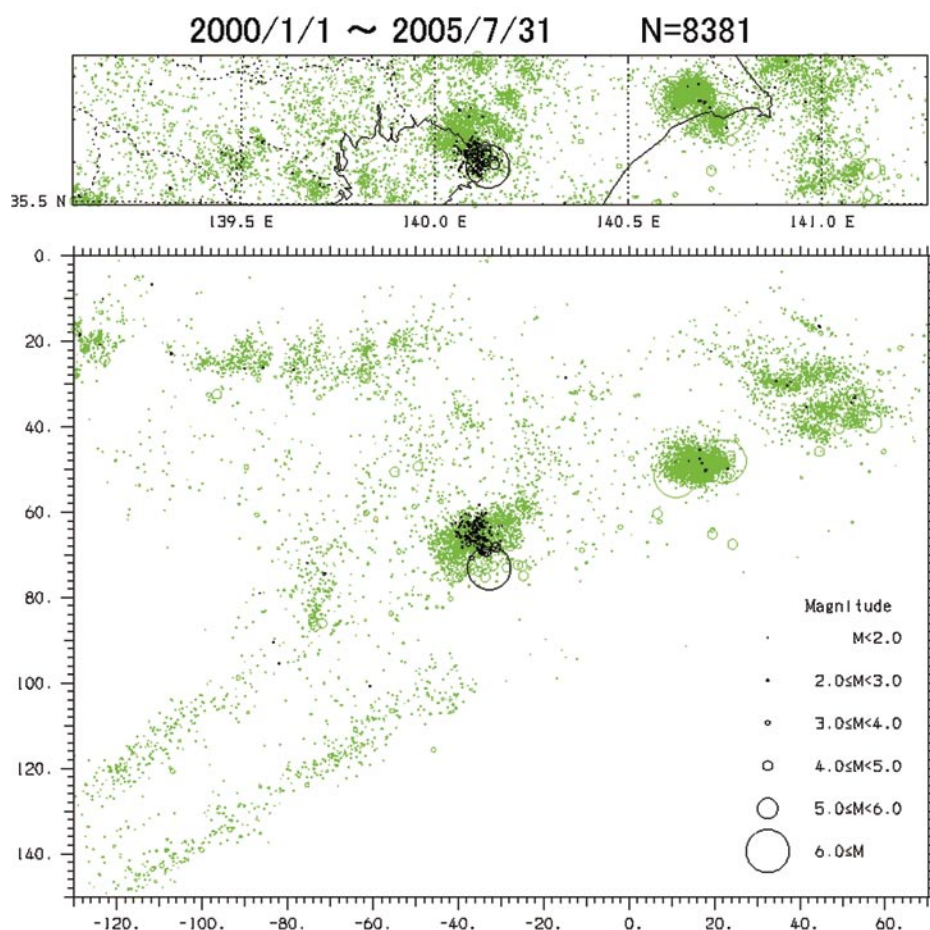 2000/1/1 ～ 2005/7/31 N=8381
35.5 N
139.5 E 140.0 E 140.5 E 141.0 E
0.
20.
40.
60.
80.
100.
120.
140.
Magnitude
M<2.0
2.0≤M<3.0
3.0≤M<4.0
4.0≤M<5.0
5.0≤M<6.0
6.0≤M
-120. -100. -80. -60. -40. -20. 0. 20. 40. 60.